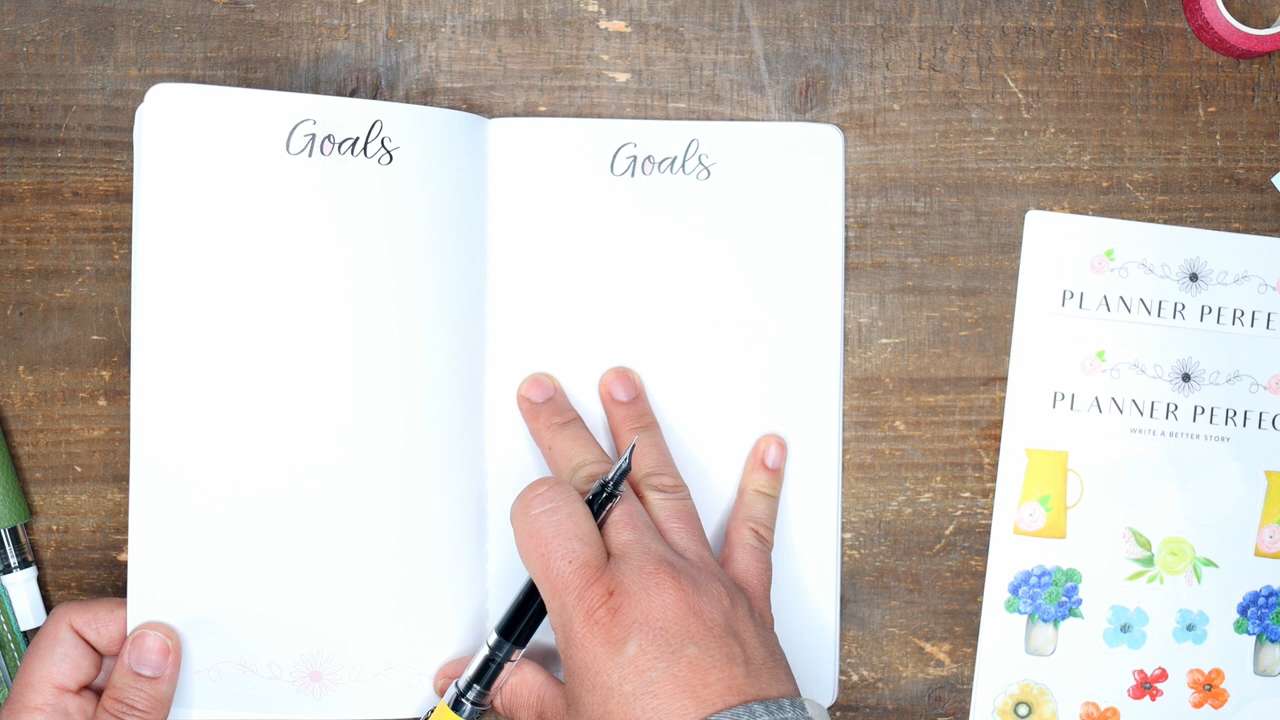 Goals
Goals
PLANNER PERFE
PLANNER PERFEC
WRITE A BETTER STORY